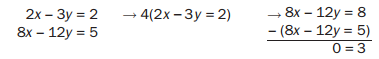 2x – 3y = 2 → 4(2x – 3y = 2) → 8x – 12y = 8
8x – 12y = 5 – (8x – 12y = 5)
0 = 3